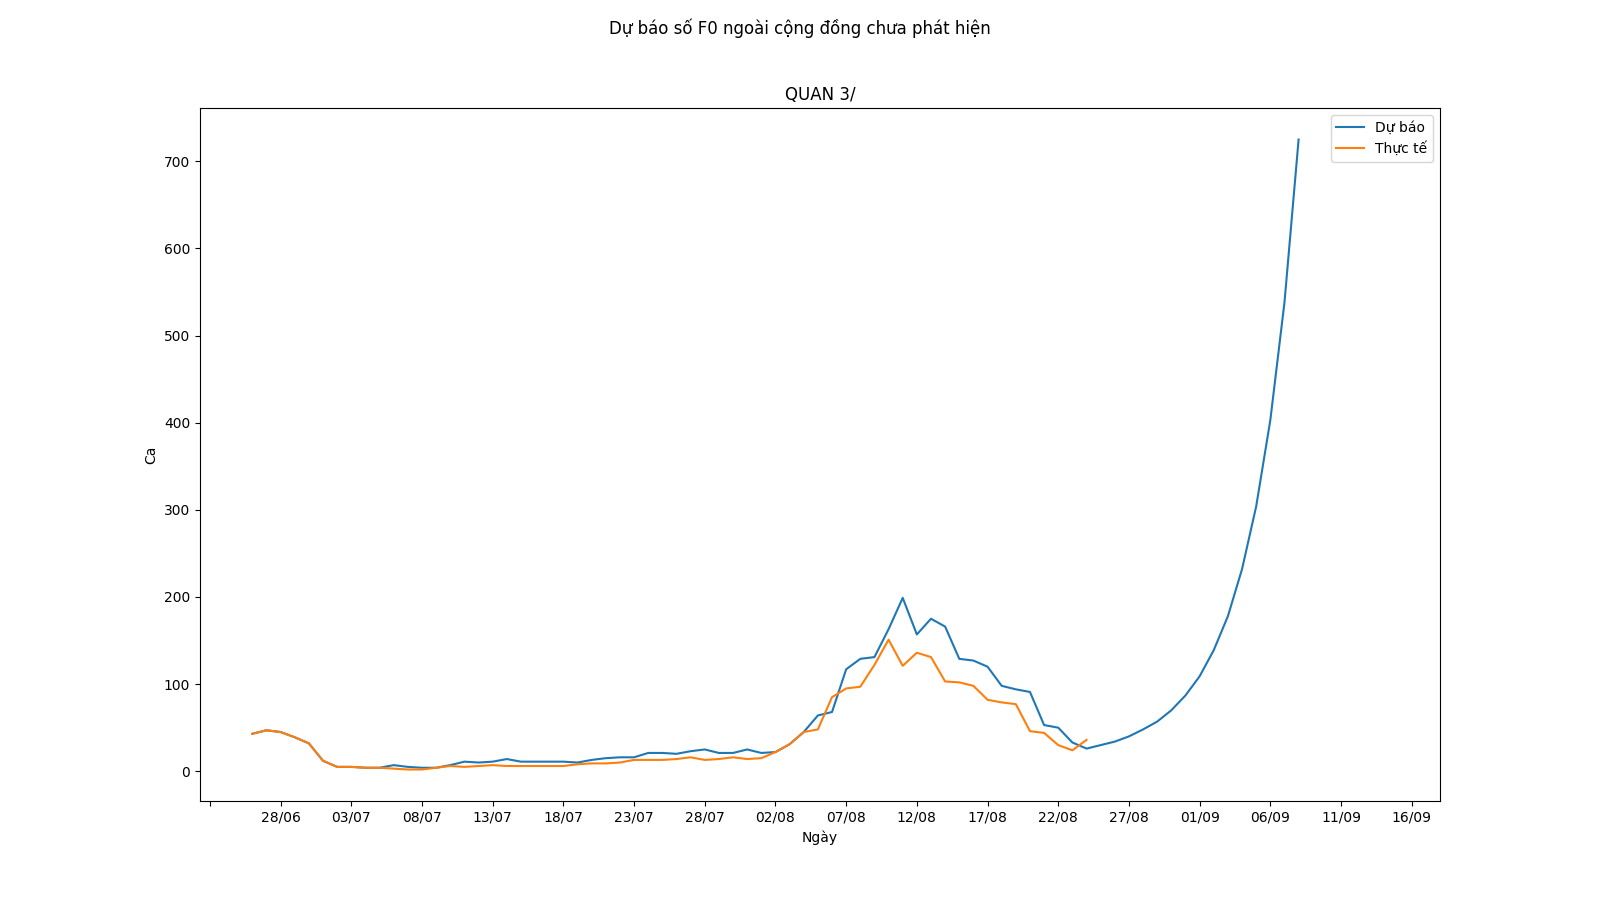 Dự báo số F0 ngoài cộng đồng chưa phát hiện
QUAN 3/
Dự báo
Thực tế
700
600
500
400
300
200
100
0
Ca
28/06 03/07 08/07 13/07 18/07 23/07 28/07 02/08 07/08 12/08 17/08 22/08 27/08 01/09 06/09 11/09 16/09
Ngày